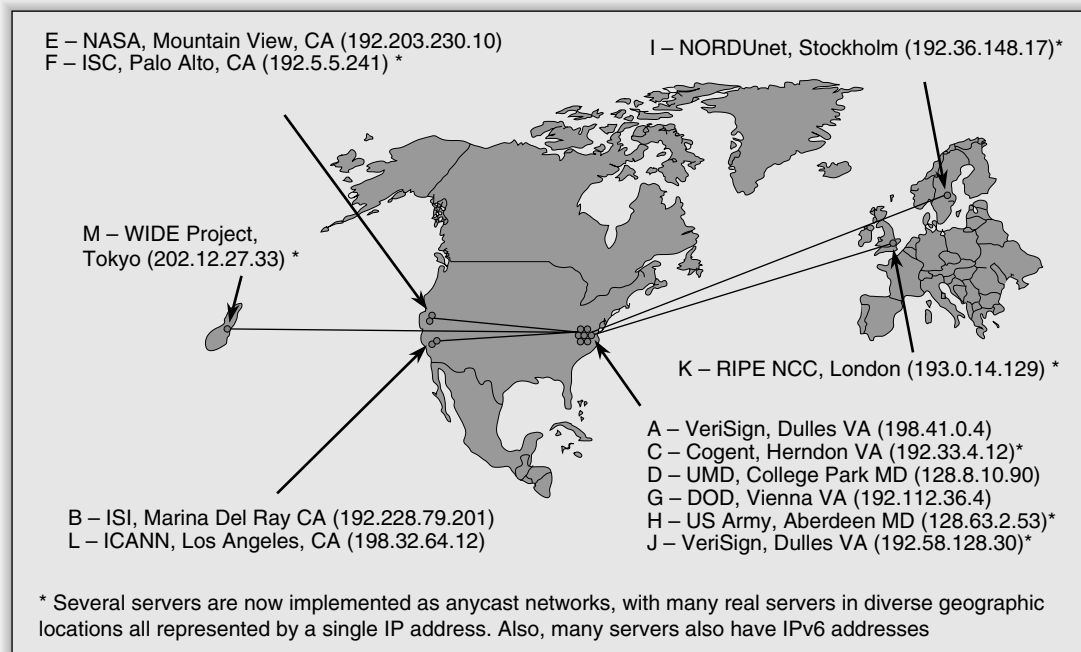 E – NASA, Mountain View, CA (192.203.230.10)
F – ISC, Palo Alto, CA (192.5.5.241) *
I – NORDUnet, Stockholm (192.36.148.17)*
M – WIDE Project,
Tokyo (202.12.27.33) *
K – RIPE NCC, London (193.0.14.129) *
A – VeriSign, Dulles VA (198.41.0.4)
C – Cogent, Herndon VA (192.33.4.12)*
D – UMD, College Park MD (128.8.10.90)
G – DOD, Vienna VA (192.112.36.4)
H – US Army, Aberdeen MD (128.63.2.53)*
J – VeriSign, Dulles VA (192.58.128.30)*
B – ISI, Marina Del Ray CA (192.228.79.201)
L – ICANN, Los Angeles, CA (198.32.64.12)
* Several servers are now implemented as anycast networks, with many real servers in diverse geographic
locations all represented by a single IP address. Also, many servers also have IPv6 addresses